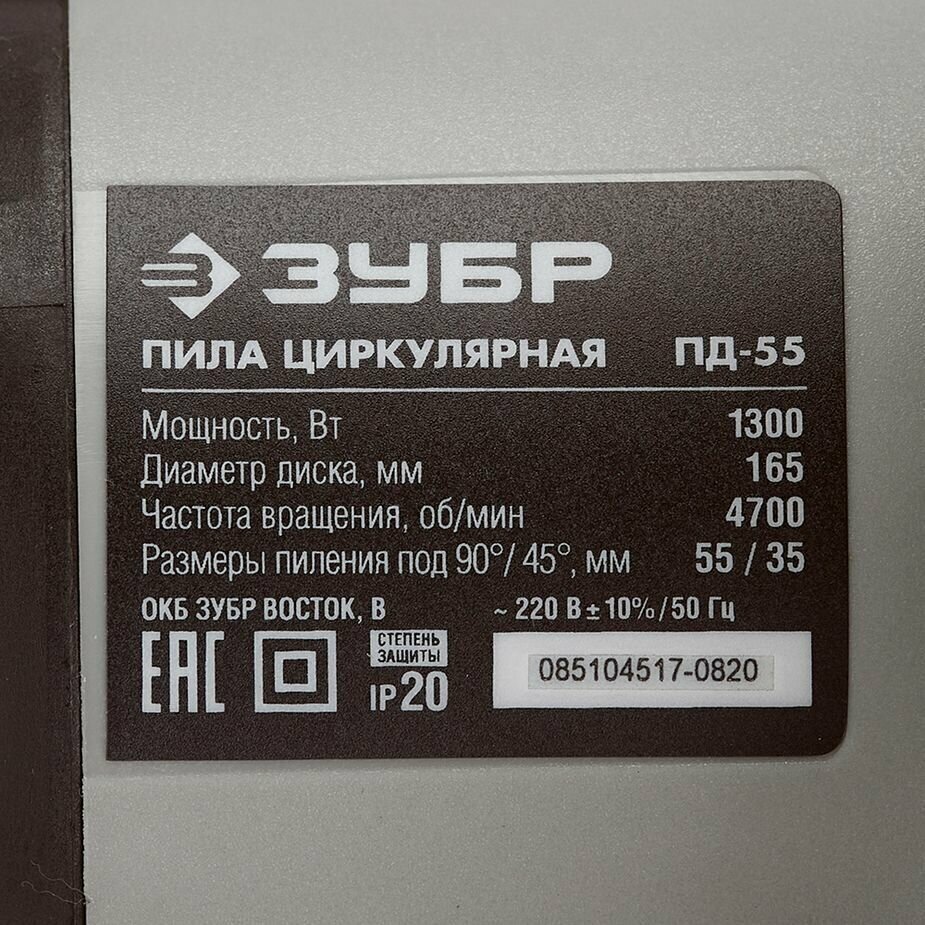 ЗУБР
ПИЛА ЦИРКУЛЯРНАЯ ПД-55
Мощность, Вт 1300
Диаметр диска, мм 165
Частота вращения, об/мин 4700
Размеры пиления под 90°/ 45°, мм 55 / 35
ОКБ ЗУБР ВОСТОК, В ~ 220 В ± 10% / 50 Гц
EAC
СТЕПЕНЬ
ЗАЩИТЫ
IP20
085104517-0820